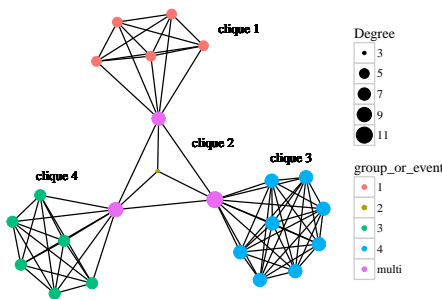 clique 1
clique 2
clique 3
clique 4
Degree
3
5
7
9
11
group_or_event
1
2
3
4
multi